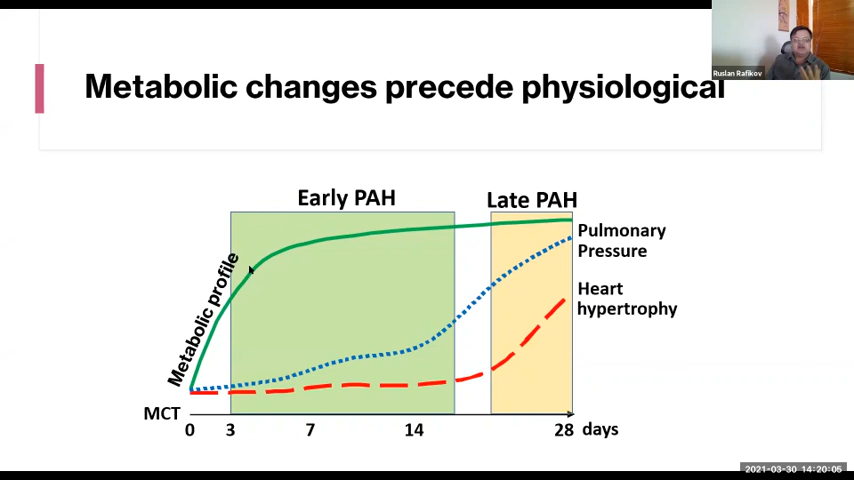 Ruslan Rafikov
Metabolic changes precede physiological
Early PAH
Late PAH
Metabolic profile
Pulmonary
Pressure
Heart
hypertrophy
MCT
0 3 7 14 28 days
2021-03-30 14:20:05